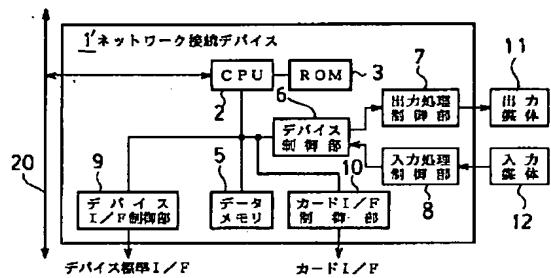 1' ネットワーク接続デバイス
CPU
ROM
2
3
6
デバイス
制御部
7
出力処理
制御部
11
出力
媒体
入力処理
制御部
8
入力
媒体
12
20
9
デバイス
I/F制御部
5
データ
メモリ
10
カードI/F
制御部
デバイス標準I/F
カードI/F